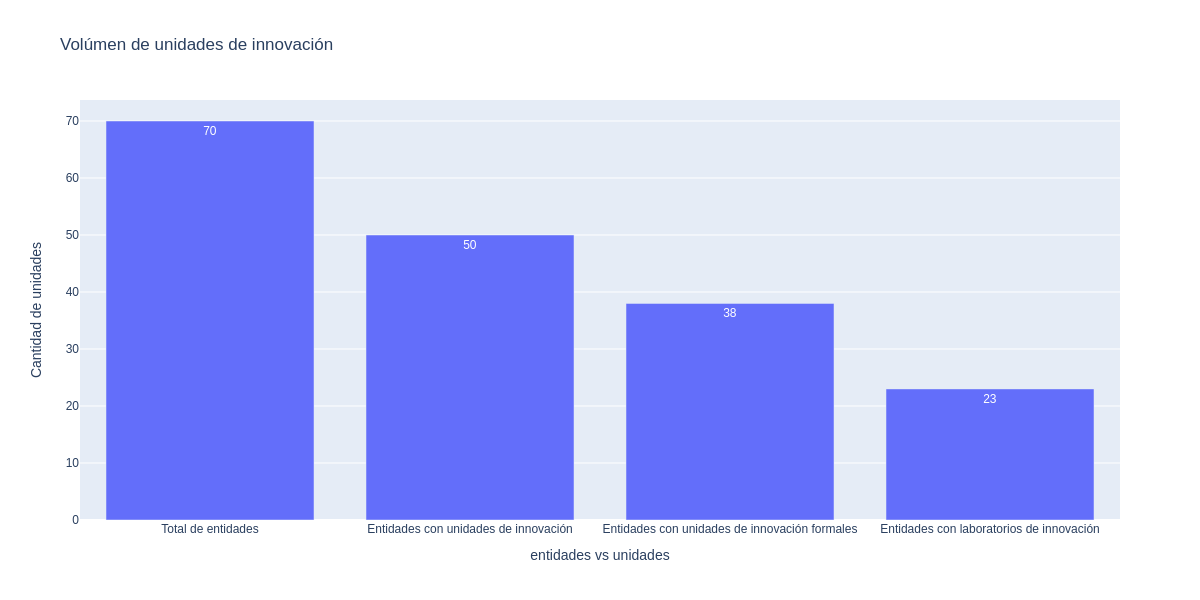 Volúmen de unidades de innovación
Cantidad de unidades
70
60
50
40
30
20
10
0
70
50
38
23
Total de entidades
Entidades con unidades de innovación
Entidades con unidades de innovación formales
Entidades con laboratorios de innovación
entidades vs unidades